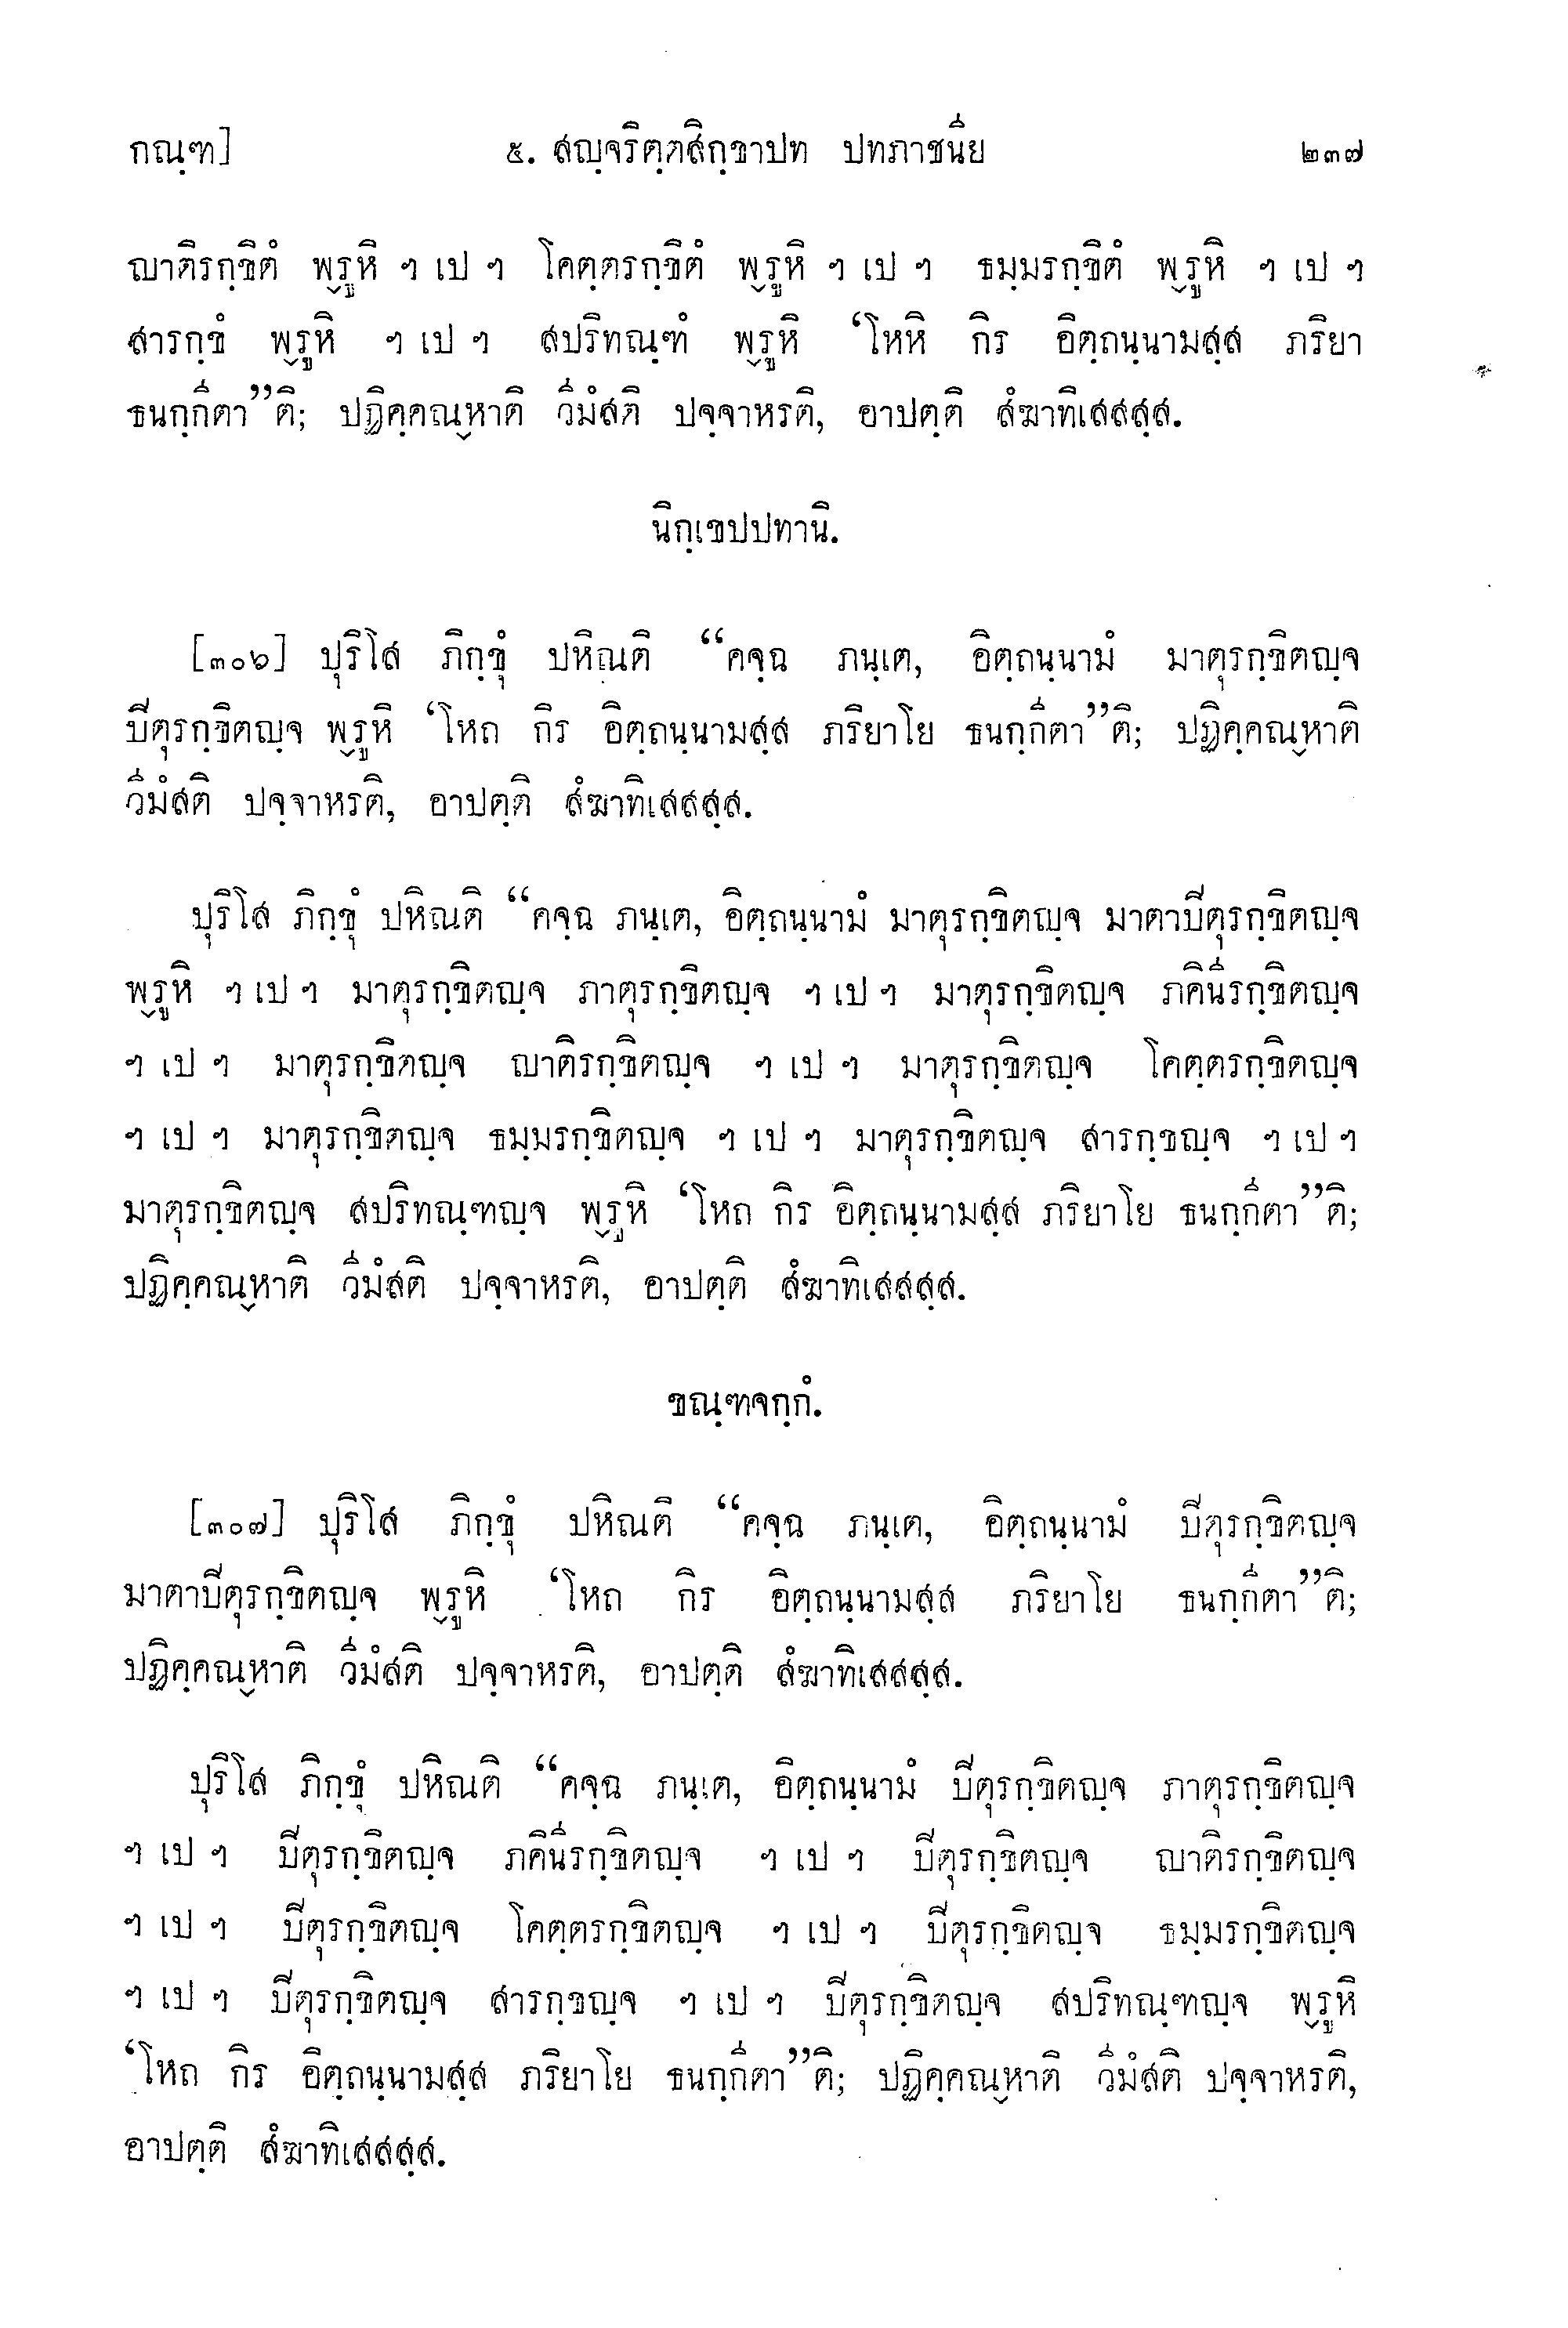 กณฺฑ] ๕. สญฺจริตฺตสิกฺขาปท ปทภาชนีย ๒๓๗
ญาติรกฺขิตํ พฺรูหิ ฯ เป ฯ โคตฺตรกฺขิตํ พฺรูหิ ฯ เป ฯ ธมฺมรกฺขิตํ พฺรูหิ ฯ เป ฯ
สารกฺขํ พฺรูหิ ฯ เป ฯ สปริทณฺฑํ พฺรูหิ ‘โหหิ กิร อิตฺถนฺนามสฺส ภริยา
ธนกฺกีตา”ติ; ปฏิคฺคณฺหาติ วีมํสติ ปจฺจาหรติ, อาปตฺติ สํฆาทิเสสสฺส.
นิกฺเขปปทานิ.
[๓๐๖] ปุริโส ภิกฺขุํ ปหิณติ “คจฺฉ ภนฺเต, อิตฺถนฺนามํ มาตุรกฺขิตญฺจ
ปีตุรกฺขิตญฺจ พฺรูหิ ‘โหถ กิร อิตฺถนฺนามสฺส ภริยาโย ธนกฺกีตา”ติ; ปฏิคฺคณฺหาติ
วีมํสติ ปจฺจาหรติ, อาปตฺติ สํฆาทิเสสสฺส.
ปุริโส ภิกฺขุํ ปหิณติ “คจฺฉ ภนฺเต, อิตฺถนฺนามํ มาตุรกฺขิตญฺจ มาตาปีตุรกฺขิตญฺจ
พฺรูหิ ฯ เป ฯ มาตุรกฺขิตญฺจ ภาตุรกฺขิตญฺจ ฯ เป ฯ มาตุรกฺขิตญฺจ ภคินีรกฺขิตญฺจ
ฯ เป ฯ มาตุรกฺขิตญฺจ ญาติรกฺขิตญฺจ ฯ เป ฯ มาตุรกฺขิตญฺจ โคตฺตรกฺขิตญฺจ
ฯ เป ฯ มาตุรกฺขิตญฺจ ธมฺมรกฺขิตญฺจ ฯ เป ฯ มาตุรกฺขิตญฺจ สารกฺขญฺจ ฯ เป ฯ
มาตุรกฺขิตญฺจ สปริทณฺฑญฺจ พฺรูหิ ‘โหถ กิร อิตฺถนฺนามสฺส ภริยาโย ธนกฺกีตา”ติ;
ปฏิคฺคณฺหาติ วีมํสติ ปจฺจาหรติ, อาปตฺติ สํฆาทิเสสสฺส.
ขณฺฑจกฺกํ.
[๓๐๗] ปุริโส ภิกฺขุํ ปหิณติ “คจฺฉ ภนฺเต, อิตฺถนฺนามํ ปีตุรกฺขิตญฺจ
มาตาปีตุรกฺขิตญฺจ พฺรูหิ ‘โหถ กิร อิตฺถนฺนามสฺส ภริยาโย ธนกฺกีตา”ติ;
ปฏิคฺคณฺหาติ วีมํสติ ปจฺจาหรติ, อาปตฺติ สํฆาทิเสสสฺส.
ปุริโส ภิกฺขุํ ปหิณติ “คจฺฉ ภนฺเต, อิตฺถนฺนามํ ปีตุรกฺขิตญฺจ ภาตุรกฺขิตญฺจ
ฯ เป ฯ ปีตุรกฺขิตญฺจ ภคินีรกฺขิตญฺจ ฯ เป ฯ ปีตุรกฺขิตญฺจ ญาติรกฺขิตญฺจ
ฯ เป ฯ ปีตุรกฺขิตญฺจ โคตฺตรกฺขิตญฺจ ฯ เป ฯ ปีตุรกฺขิตญฺจ ธมฺมรกฺขิตญฺจ
ฯ เป ฯ ปีตุรกฺขิตญฺจ สารกฺขญฺจ ฯ เป ฯ ปีตุรกฺขิตญฺจ สปริทณฺฑญฺจ พฺรูหิ
‘โหถ กิร อิตฺถนฺนามสฺส ภริยาโย ธนกฺกีตา”ติ; ปฏิคฺคณฺหาติ วีมํสติ ปจฺจาหรติ,
อาปตฺติ สํฆาทิเสสสฺส.